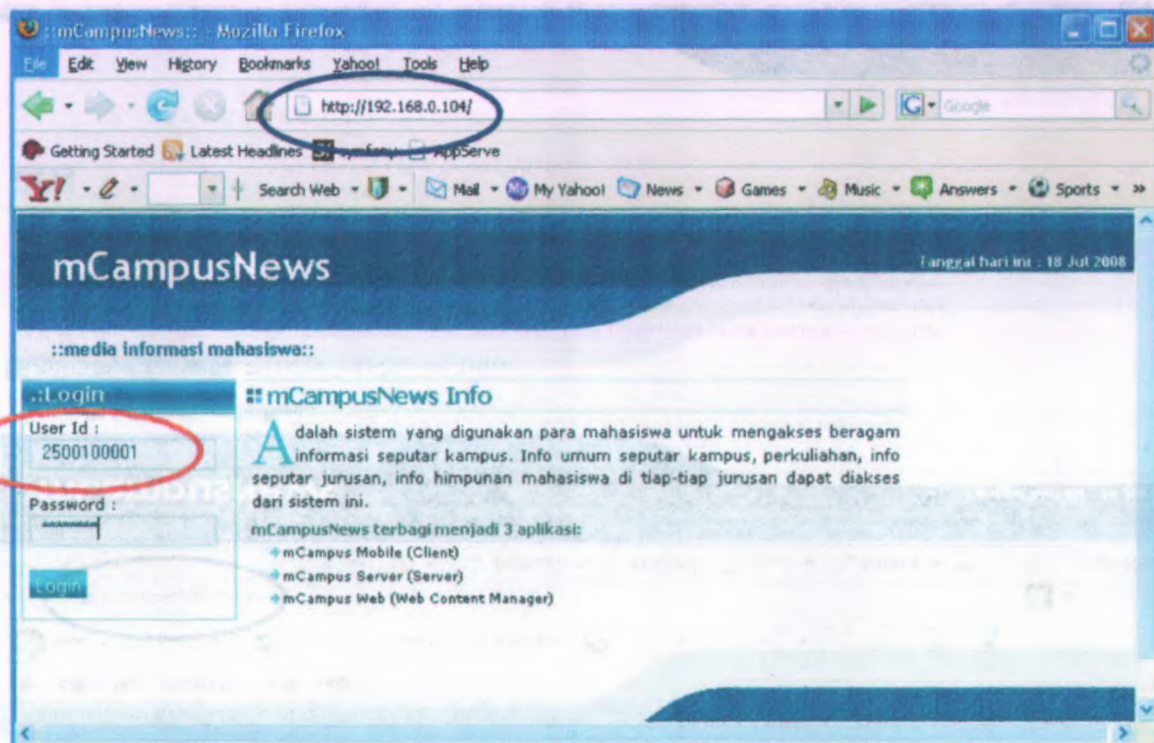 ::mCampusNews:: - Mozilla Firefox
File Edit View History Bookmarks Yahoo! Tools Help
http://192.168.0.104/
Google
Getting Started Latest Headlines symfony AppServe
Y! Search Web Mail My Yahoo! News Games Music Answers Sports »
mCampusNews
Tanggal hari ini : 18 Jul 2008
::media informasi mahasiswa::
.:Login
User Id :
2500100001
Password :
********
Login
mCampusNews Info
Adalah sistem yang digunakan para mahasiswa untuk mengakses beragam
informasi seputar kampus. Info umum seputar kampus, perkuliahan, info
seputar jurusan, info himpunan mahasiswa di tiap-tiap jurusan dapat diakses
dari sistem ini.
mCampusNews terbagi menjadi 3 aplikasi:
mCampus Mobile (Client)
mCampus Server (Server)
mCampus Web (Web Content Manager)